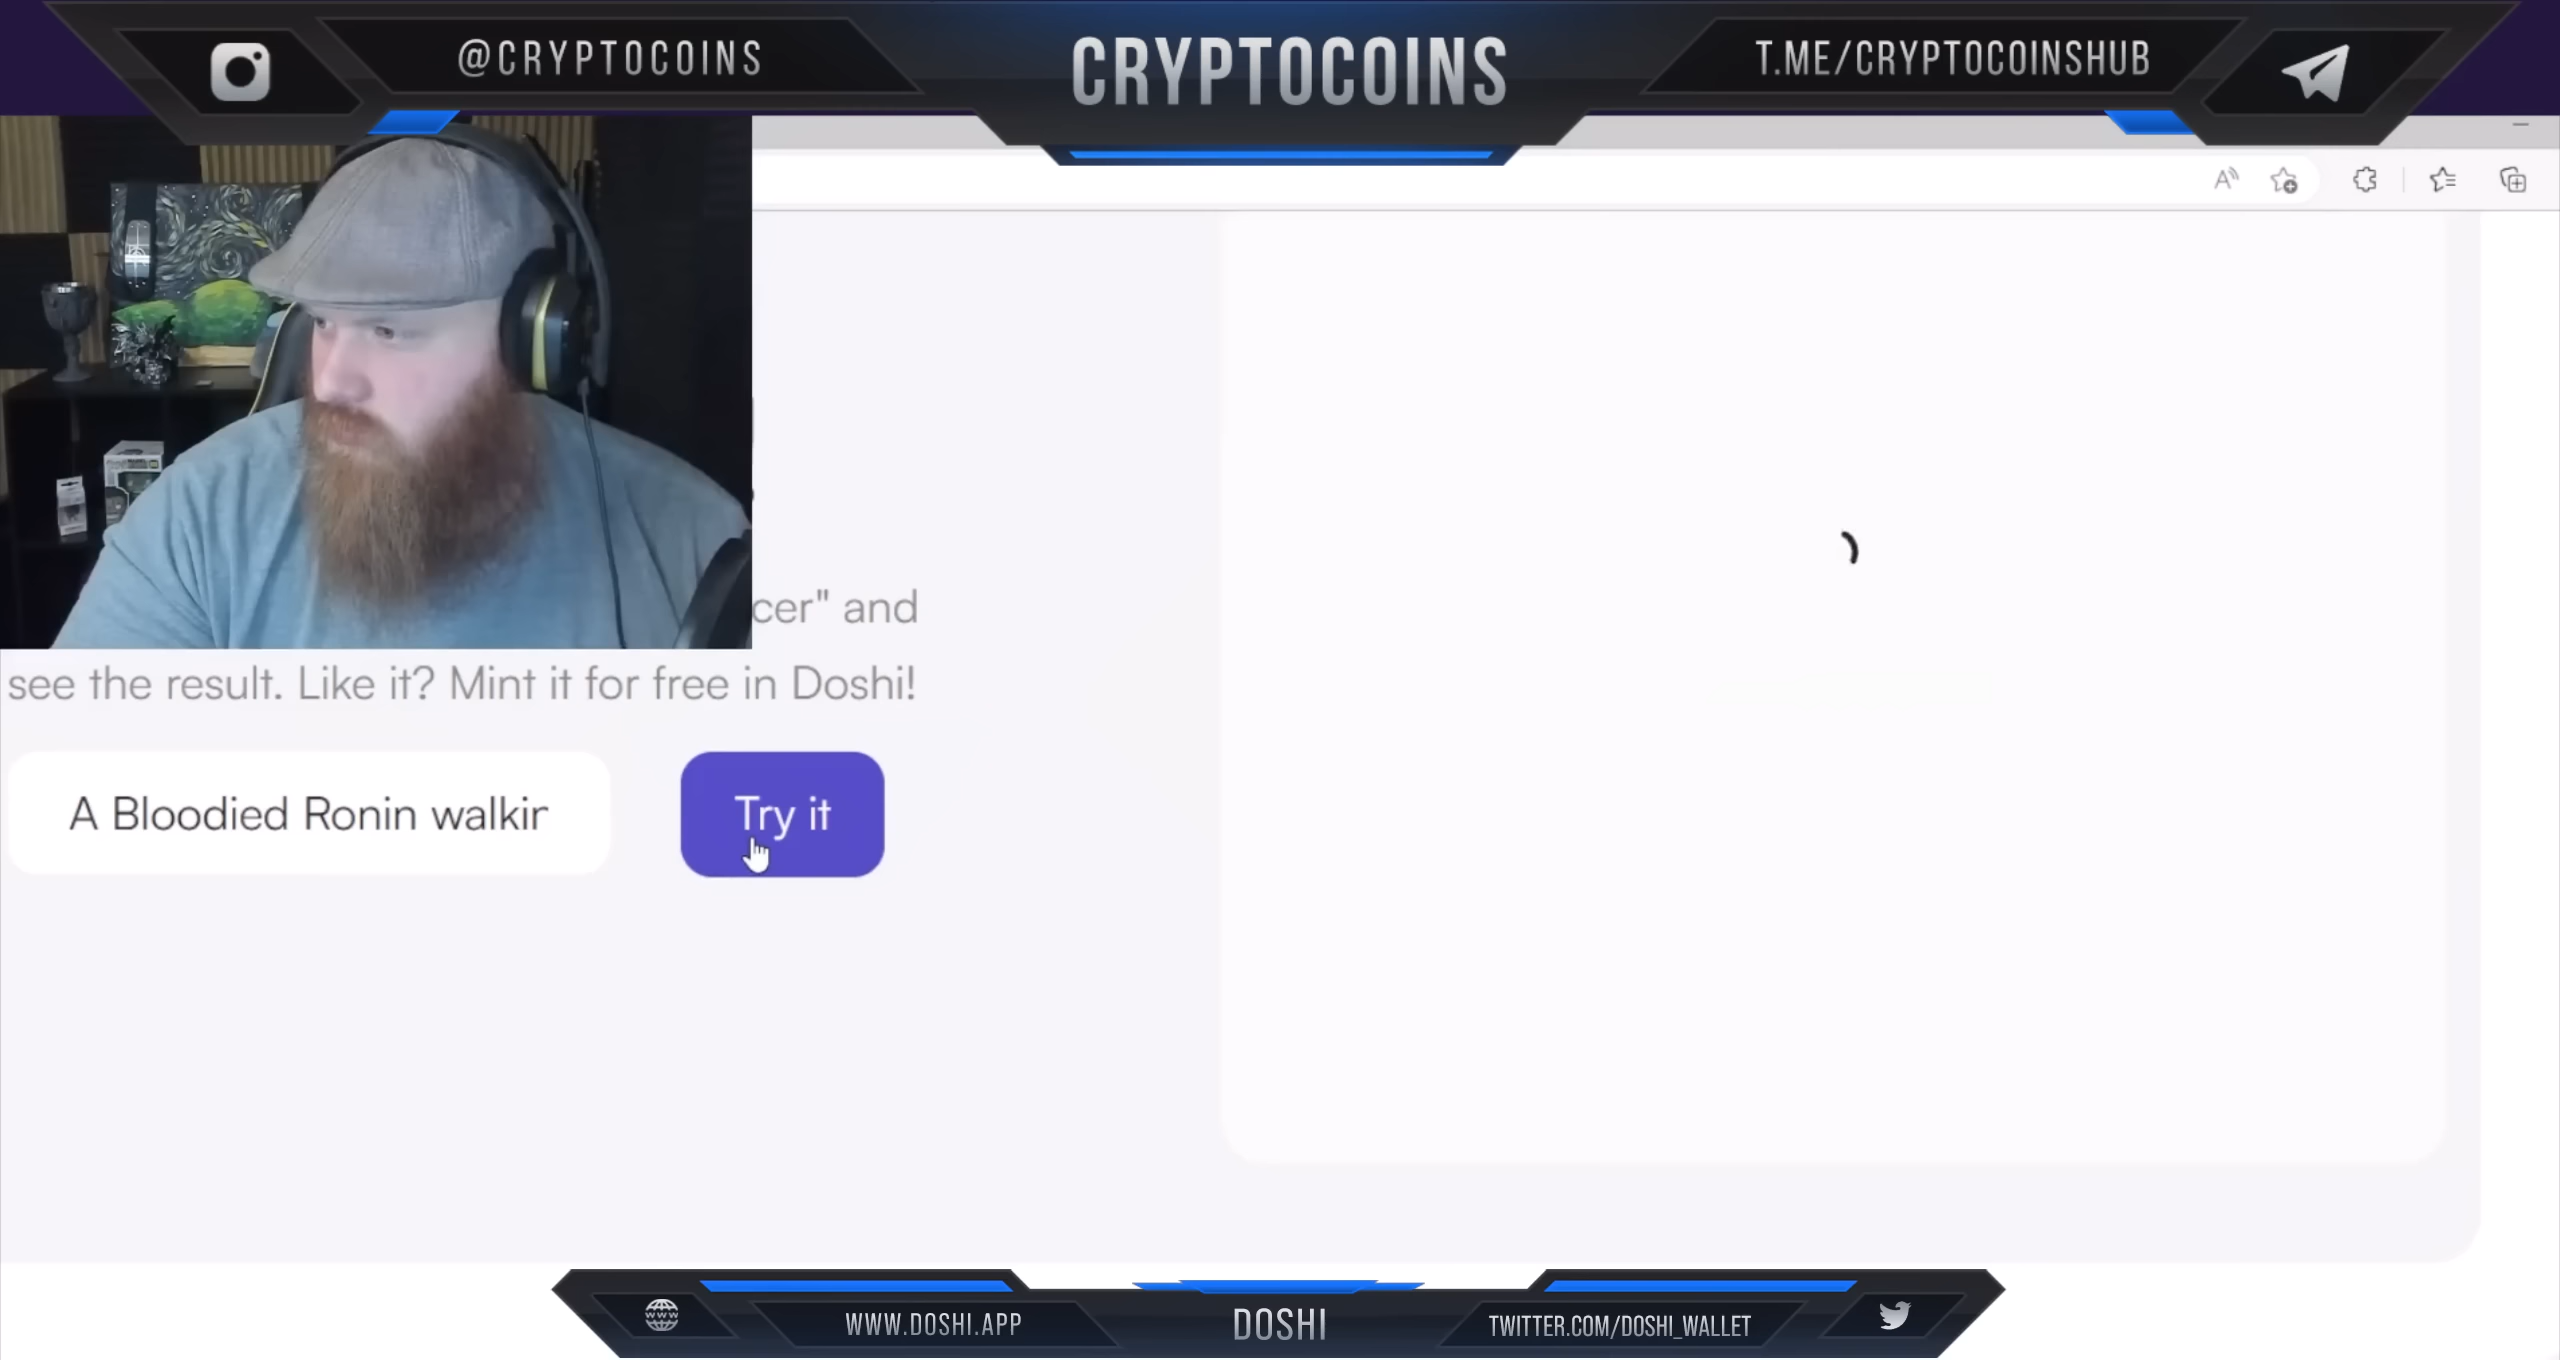 @CRYPTOCOINS
CRYPTOCOINS
T.ME/CRYPTOCOINSHUB
cer" and
see the result. Like it? Mint it for free in Doshi!
A Bloodied Ronin walkin
Try it
WWW.DOSHI.APP
DOSHI
TWITTER.COM/DOSHI_WALLET